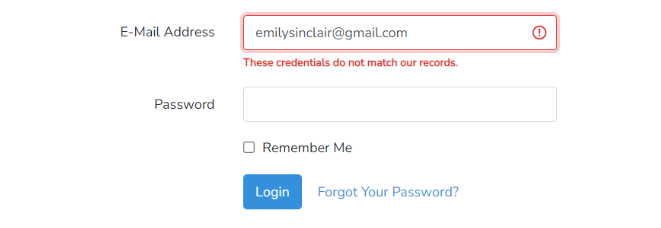 E-Mail Address
emilysinclair@gmail.com
These credentials do not match our records.
Password
Remember Me
Login
Forgot Your Password?